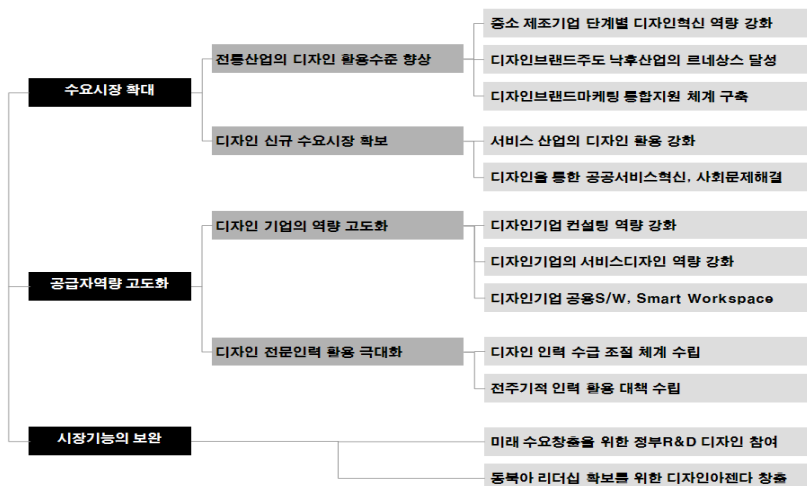 중소 제조기업 단계별 디자인혁신 역량 강화
전통산업의 디자인 활용수준 향상
디자인브랜드주도 낙후산업의 르네상스 달성
수요시장 확대
디자인브랜드마케팅 통합지원 체계 구축
디자인 신규 수요시장 확보
서비스 산업의 디자인 활용 강화
디자인을 통한 공공서비스혁신, 사회문제해결
디자인 기업의 역량 고도화
디자인기업 컨설팅 역량 강화
디자인기업의 서비스디자인 역량 강화
공급자역량 고도화
디자인기업 공용S/W, Smart Workspace
디자인 전문인력 활용 극대화
디자인 인력 수급 조절 체계 수립
전주기적 인력 활용 대책 수립
시장기능의 보완
미래 수요창출을 위한 정부R&D 디자인 참여
동북아 리더십 확보를 위한 디자인아젠다 창출